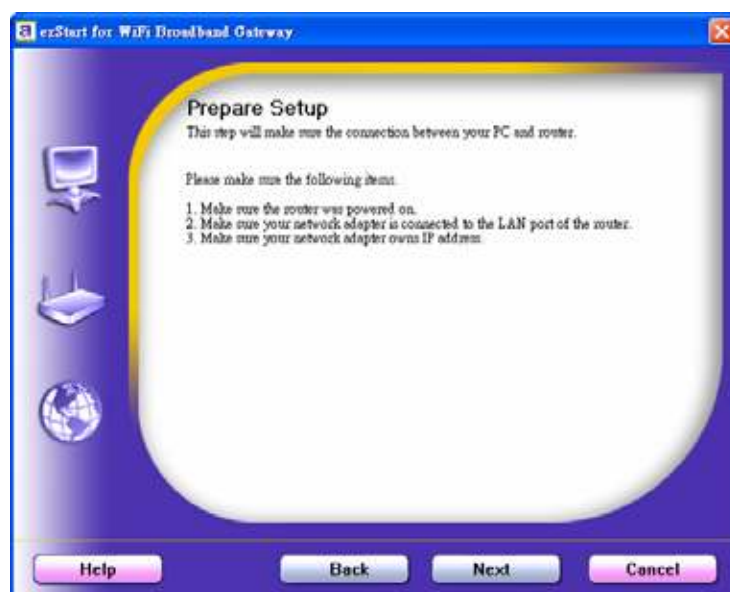 a ezStart for WiFi Broadband Gateway
Prepare Setup
This step will make sure the connection between your PC and router.
Please make sure the following items.
1. Make sure the router was powered on.
2. Make sure your network adapter is connected to the LAN port of the router.
3. Make sure your network adapter owns IP address.
Help
Back
Next
Cancel